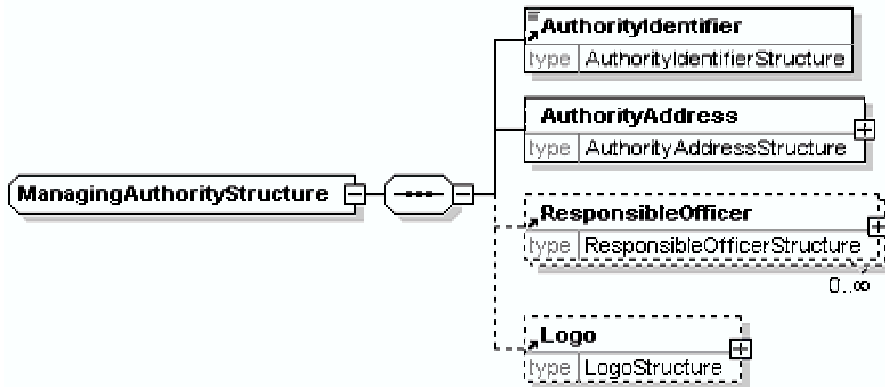 AuthorityIdentifier
type AuthorityIdentifierStructure
AuthorityAddress
type AuthorityAddressStructure
ManagingAuthorityStructure
ResponsibleOfficer
type ResponsibleOfficerStructure
0..∞
Logo
type LogoStructure